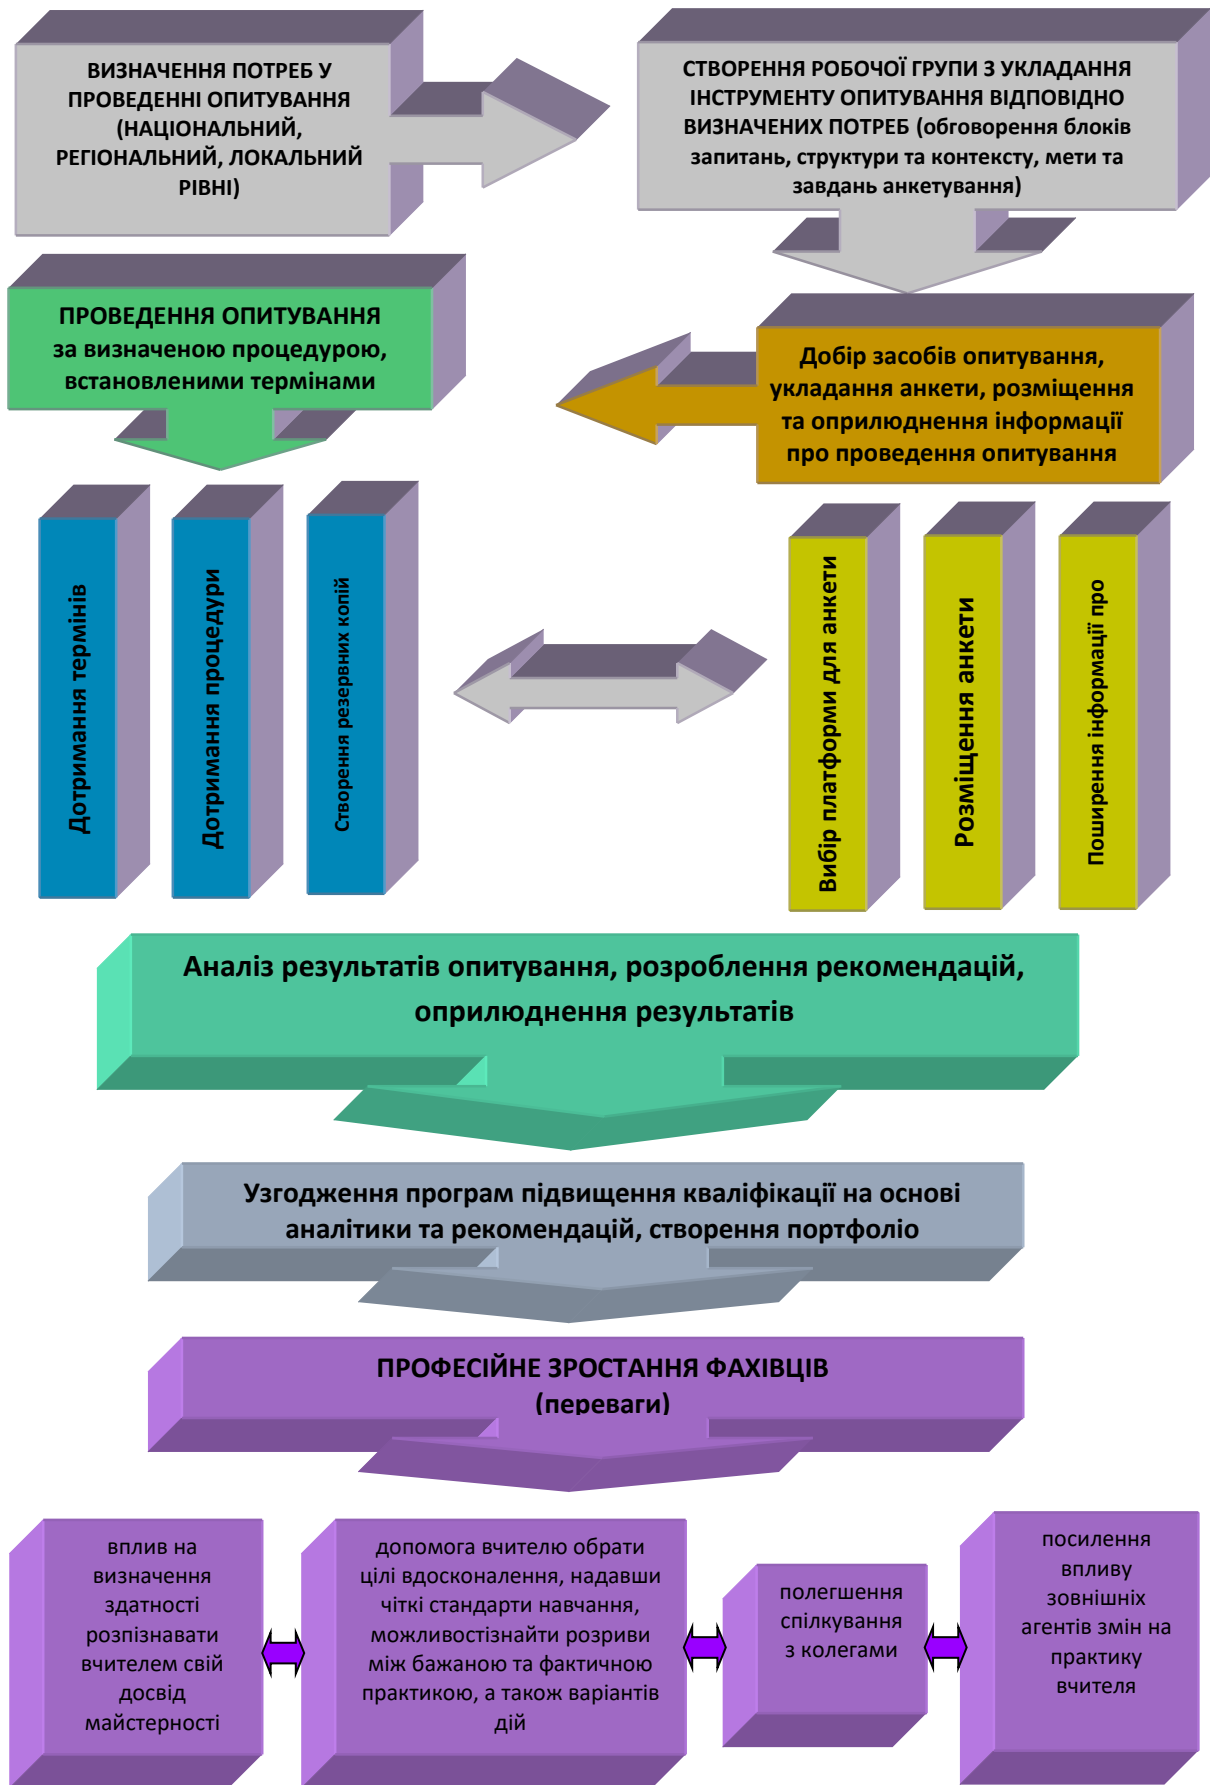 ВИЗНАЧЕННЯ ПОТРЕБ У
ПРОВЕДЕННІ ОПИТУВАННЯ
(НАЦІОНАЛЬНИЙ,
РЕГІОНАЛЬНИЙ, ЛОКАЛЬНИЙ
РІВНІ)
СТВОРЕННЯ РОБОЧОЇ ГРУПИ З УКЛАДАННЯ
ІНСТРУМЕНТУ ОПИТУВАННЯ ВІДПОВІДНО
ВИЗНАЧЕНИХ ПОТРЕБ (обговорення блоків
запитань, структури та контексту, мети та
завдань анкетування)
ПРОВЕДЕННЯ ОПИТУВАННЯ
за визначеною процедурою,
встановленими термінами
Добір засобів опитування,
укладання анкети, розміщення
та оприлюднення інформації
про проведення опитування
Дотримання термінів
Дотримання процедури
Створення резервних копій
Вибір платформи для анкети
Розміщення анкети
Поширення інформації про
Аналіз результатів опитування, розроблення рекомендацій,
оприлюднення результатів
Узгодження програм підвищення кваліфікації на основі
аналітики та рекомендацій, створення портфоліо
ПРОФЕСІЙНЕ ЗРОСТАННЯ ФАХІВЦІВ
(переваги)
вплив на
визначення
здатності
розпізнавати
вчителем свій
досвід
майстерності
допомога вчителю обрати
цілі вдосконалення, надавши
чіткі стандарти навчання,
можливостізнайти розриви
між бажаною та фактичною
практикою, а також варіантів
дій
полегшення
спілкування
з колегами
посилення
впливу
зовнішніх
агентів змін на
практику
вчителя